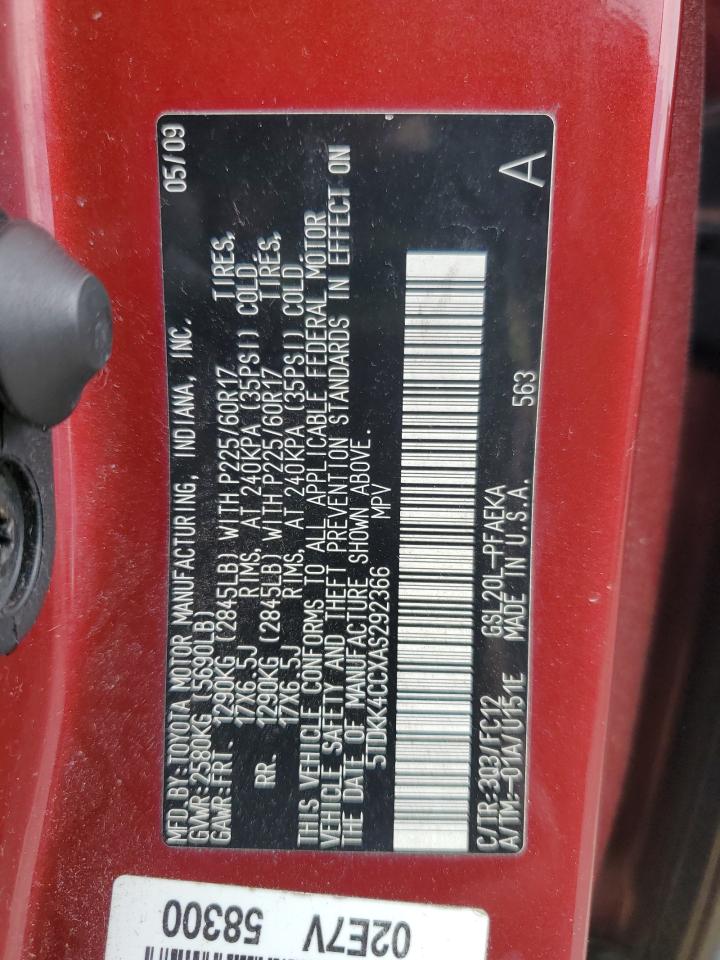 MFD.BY:TOYOTA MOTOR MANUFACTURING, INDIANA, INC. 05/09
GVWR:2580KG (5690LB)
GAWR:FRT. 1290KG (2845LB) WITH P225/60R17 TIRES,
17X6.5J RIMS, AT 240KPA (35PSI) COLD.
RR. 1290KG (2845LB) WITH P225/60R17 TIRES,
17X6.5J RIMS, AT 240KPA (35PSI) COLD.
THIS VEHICLE CONFORMS TO ALL APPLICABLE FEDERAL MOTOR
VEHICLE SAFETY AND THEFT PREVENTION STANDARDS IN EFFECT ON
THE DATE OF MANUFACTURE SHOWN ABOVE.
5TDKK4CCXAS292366 MPV
C/TR:3Q3/FC12 GSL20L-PFAEKA 563 A
A/TM:-01A/U151E MADE IN U.S.A.
02E7V
58300